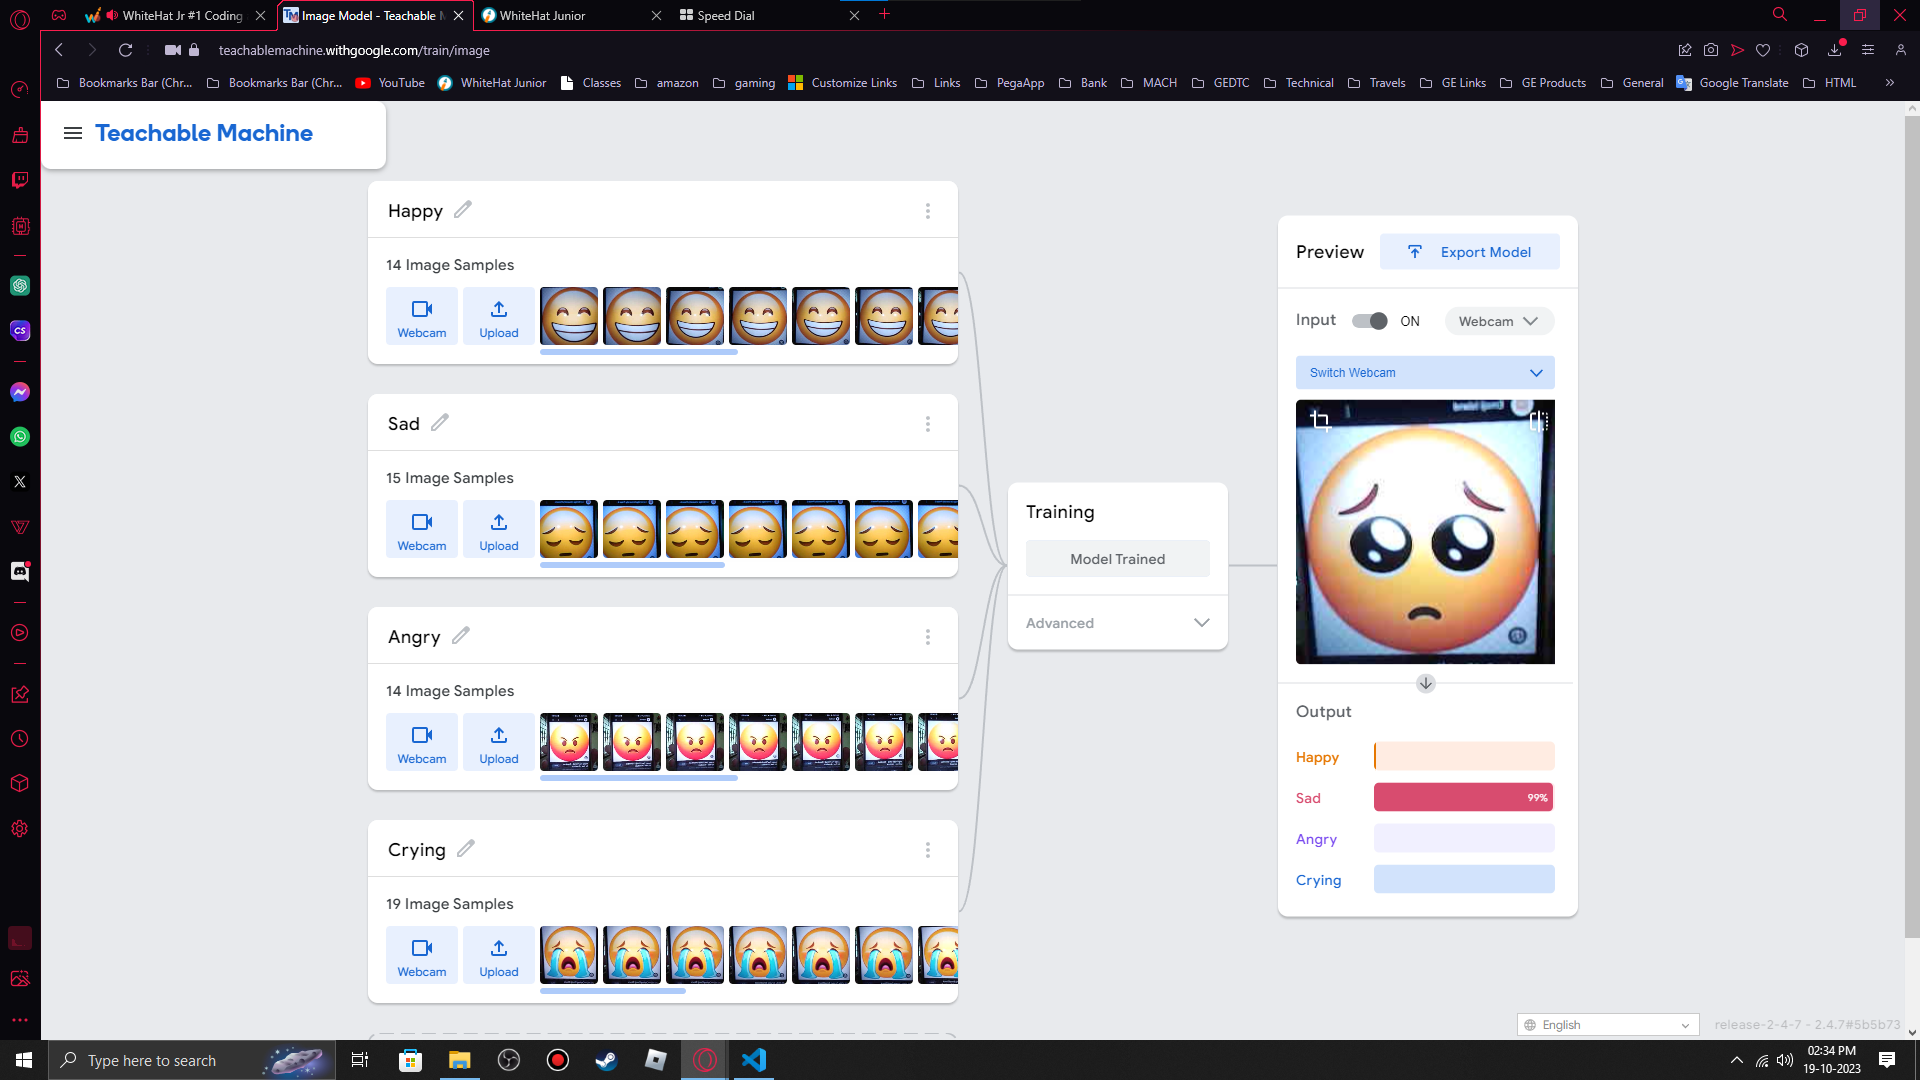 WhiteHat Jr #1 Coding
Image Model - Teachable M
WhiteHat Junior
Speed Dial
teachablemachine.withgoogle.com/train/image
Bookmarks Bar (Chr...
Bookmarks Bar (Chr...
YouTube
WhiteHat Junior
Classes
amazon
gaming
Customize Links
Links
PegaApp
Bank
MACH
GEDTC
Technical
Travels
GE Links
GE Products
General
Google Translate
HTML
Teachable Machine
Happy
14 Image Samples
Webcam
Upload
Sad
15 Image Samples
Webcam
Upload
Angry
14 Image Samples
Webcam
Upload
Crying
19 Image Samples
Webcam
Upload
Training
Model Trained
Advanced
Preview
Export Model
Input
ON
Webcam
Switch Webcam
Output
Happy
Sad
99%
Angry
Crying
English
release-2-4-7 - 2.4.7#5b5b73
Type here to search
02:34 PM
19-10-2023